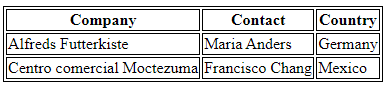 Company Contact Country
Alfreds Futterkiste Maria Anders Germany
Centro comercial Moctezuma Francisco Chang Mexico